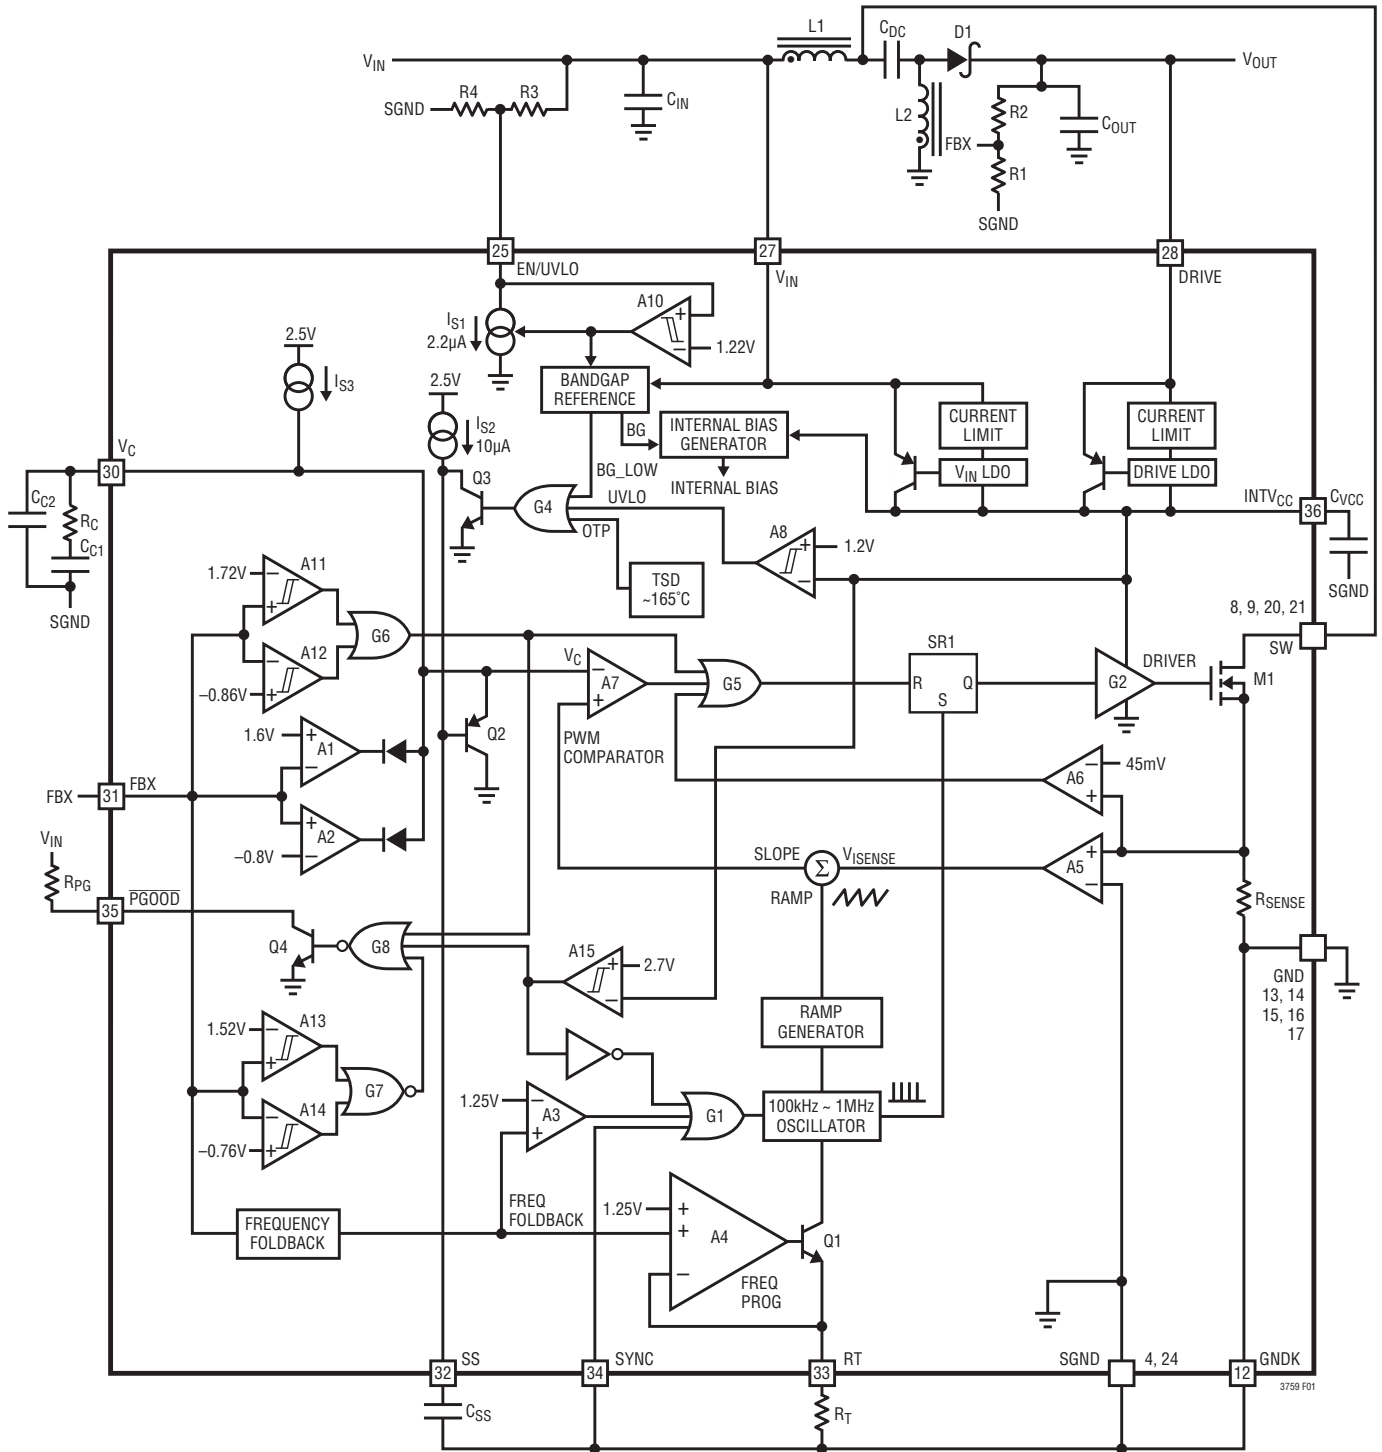 L1
CDC
D1
VIN
VOUT
R4
R3
SGND
CIN
L2
R2
COUT
FBX
R1
SGND
25
EN/UVLO
27
VIN
28
DRIVE
A10
IS1
2.2µA
1.22V
2.5V
IS3
2.5V
IS2
10µA
BANDGAP
REFERENCE
BG
INTERNAL BIAS
GENERATOR
INTERNAL BIAS
CURRENT
LIMIT
VIN LDO
CURRENT
LIMIT
DRIVE LDO
VC
30
CC2
RC
CC1
SGND
Q3
G4
BG_LOW
UVLO
OTP
TSD
~165˚C
A8
1.2V
INTVCC
36
CVCC
SGND
8, 9, 20, 21
SW
A11
1.72V
G6
A12
–0.86V
A1
1.6V
FBX
31
FBX
A2
–0.8V
Q2
VC
A7
PWM
COMPARATOR
G5
SR1
R
Q
S
DRIVER
G2
M1
A6
45mV
A5
SLOPE
Σ
VISENSE
RAMP
RSENSE
VIN
RPG
35
PGOOD
Q4
G8
A15
2.7V
GND
13, 14
15, 16
17
RAMP
GENERATOR
A13
1.52V
G7
A14
–0.76V
1.25V
A3
G1
100kHz ~ 1MHz
OSCILLATOR
FREQUENCY
FOLDBACK
FREQ
FOLDBACK
1.25V
A4
FREQ
PROG
Q1
32
SS
34
SYNC
33
RT
SGND
4, 24
12
GNDK
3759 F01
CSS
RT